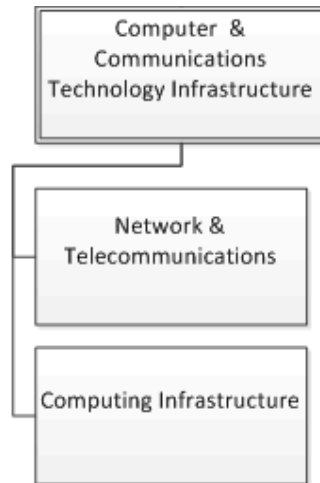 Computer &
Communications
Technology Infrastructure
Network &
Telecommunications
Computing Infrastructure